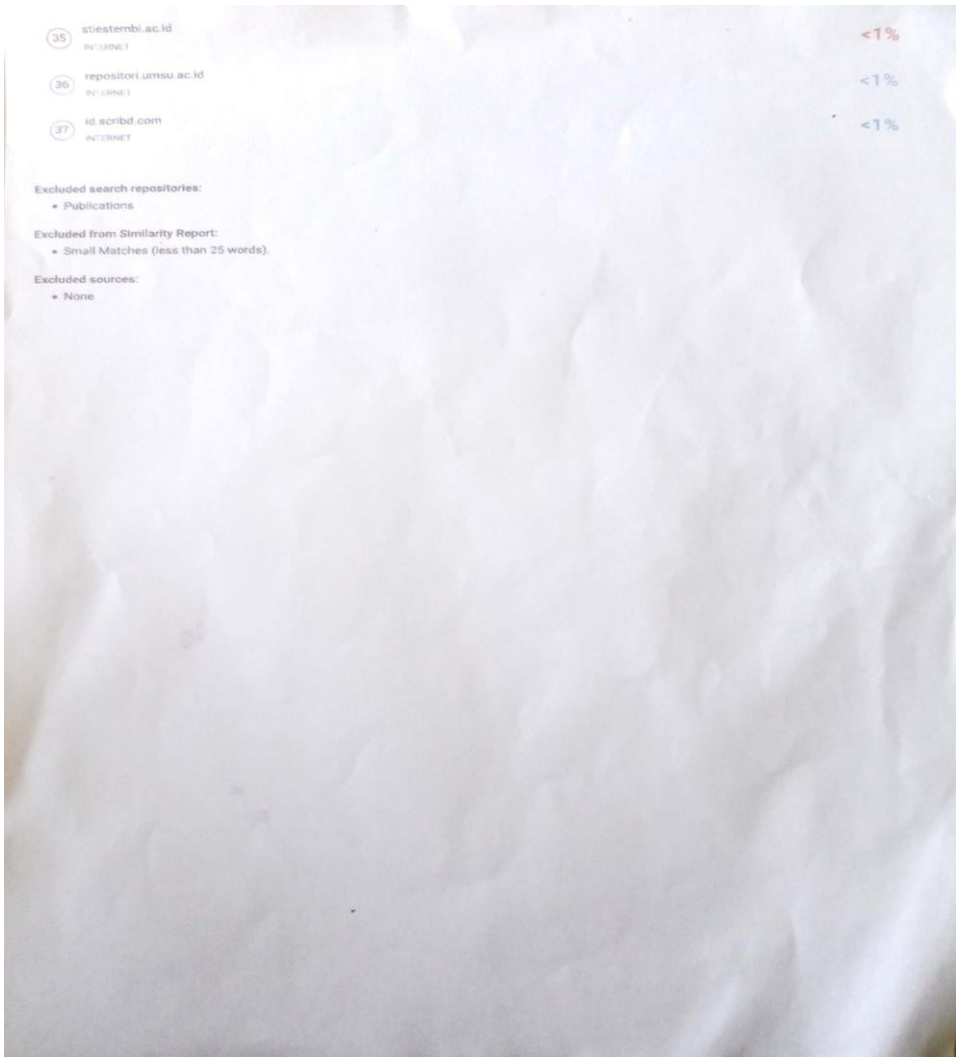 35 stiestembi.ac.id <1%
INTERNET
36 repositori.umsu.ac.id <1%
INTERNET
37 id.scribd.com <1%
INTERNET
Excluded search repositories:
• Publications
Excluded from Similarity Report:
• Small Matches (less than 25 words).
Excluded sources:
• None